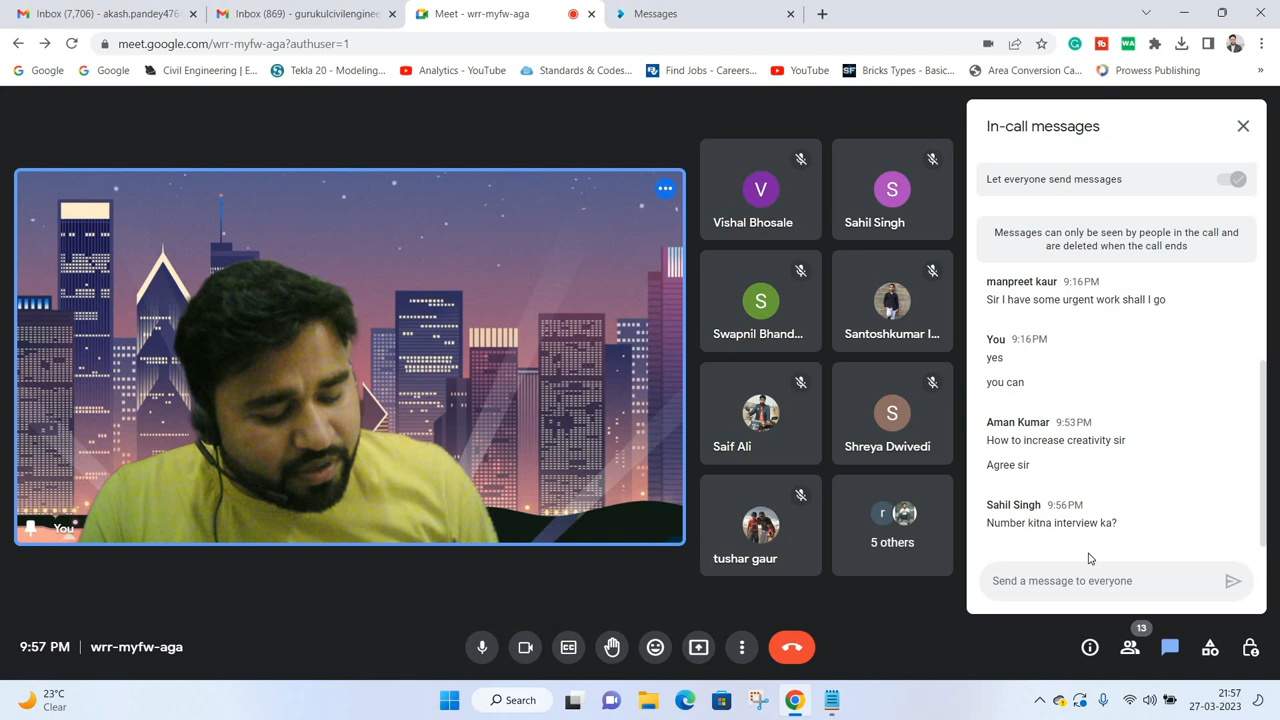 Inbox (7,706) - akash.pandey476
Inbox (869) - gurukulcivilengine
Meet - wrr-myfw-aga
Messages
meet.google.com/wrr-myfw-aga?authuser=1
Google
Google
Civil Engineering | E...
Tekla 20 - Modeling...
Analytics - YouTube
Standards & Codes...
Find Jobs - Careers...
YouTube
Bricks Types - Basic...
Area Conversion Ca...
Prowess Publishing
»
In-call messages
Let everyone send messages
Messages can only be seen by people in the call and
are deleted when the call ends
manpreet kaur 9:16 PM
Sir I have some urgent work shall I go
You 9:16 PM
yes
you can
Aman Kumar 9:53 PM
How to increase creativity sir
Agree sir
Sahil Singh 9:56 PM
Number kitna interview ka?
Send a message to everyone
V
Vishal Bhosale
S
Sahil Singh
S
Swapnil Bhand...
Santoshkumar I...
Saif Ali
S
Shreya Dwivedi
tushar gaur
r
5 others
You
9:57 PM | wrr-myfw-aga
13
23°C
Clear
Search
21:57
27-03-2023